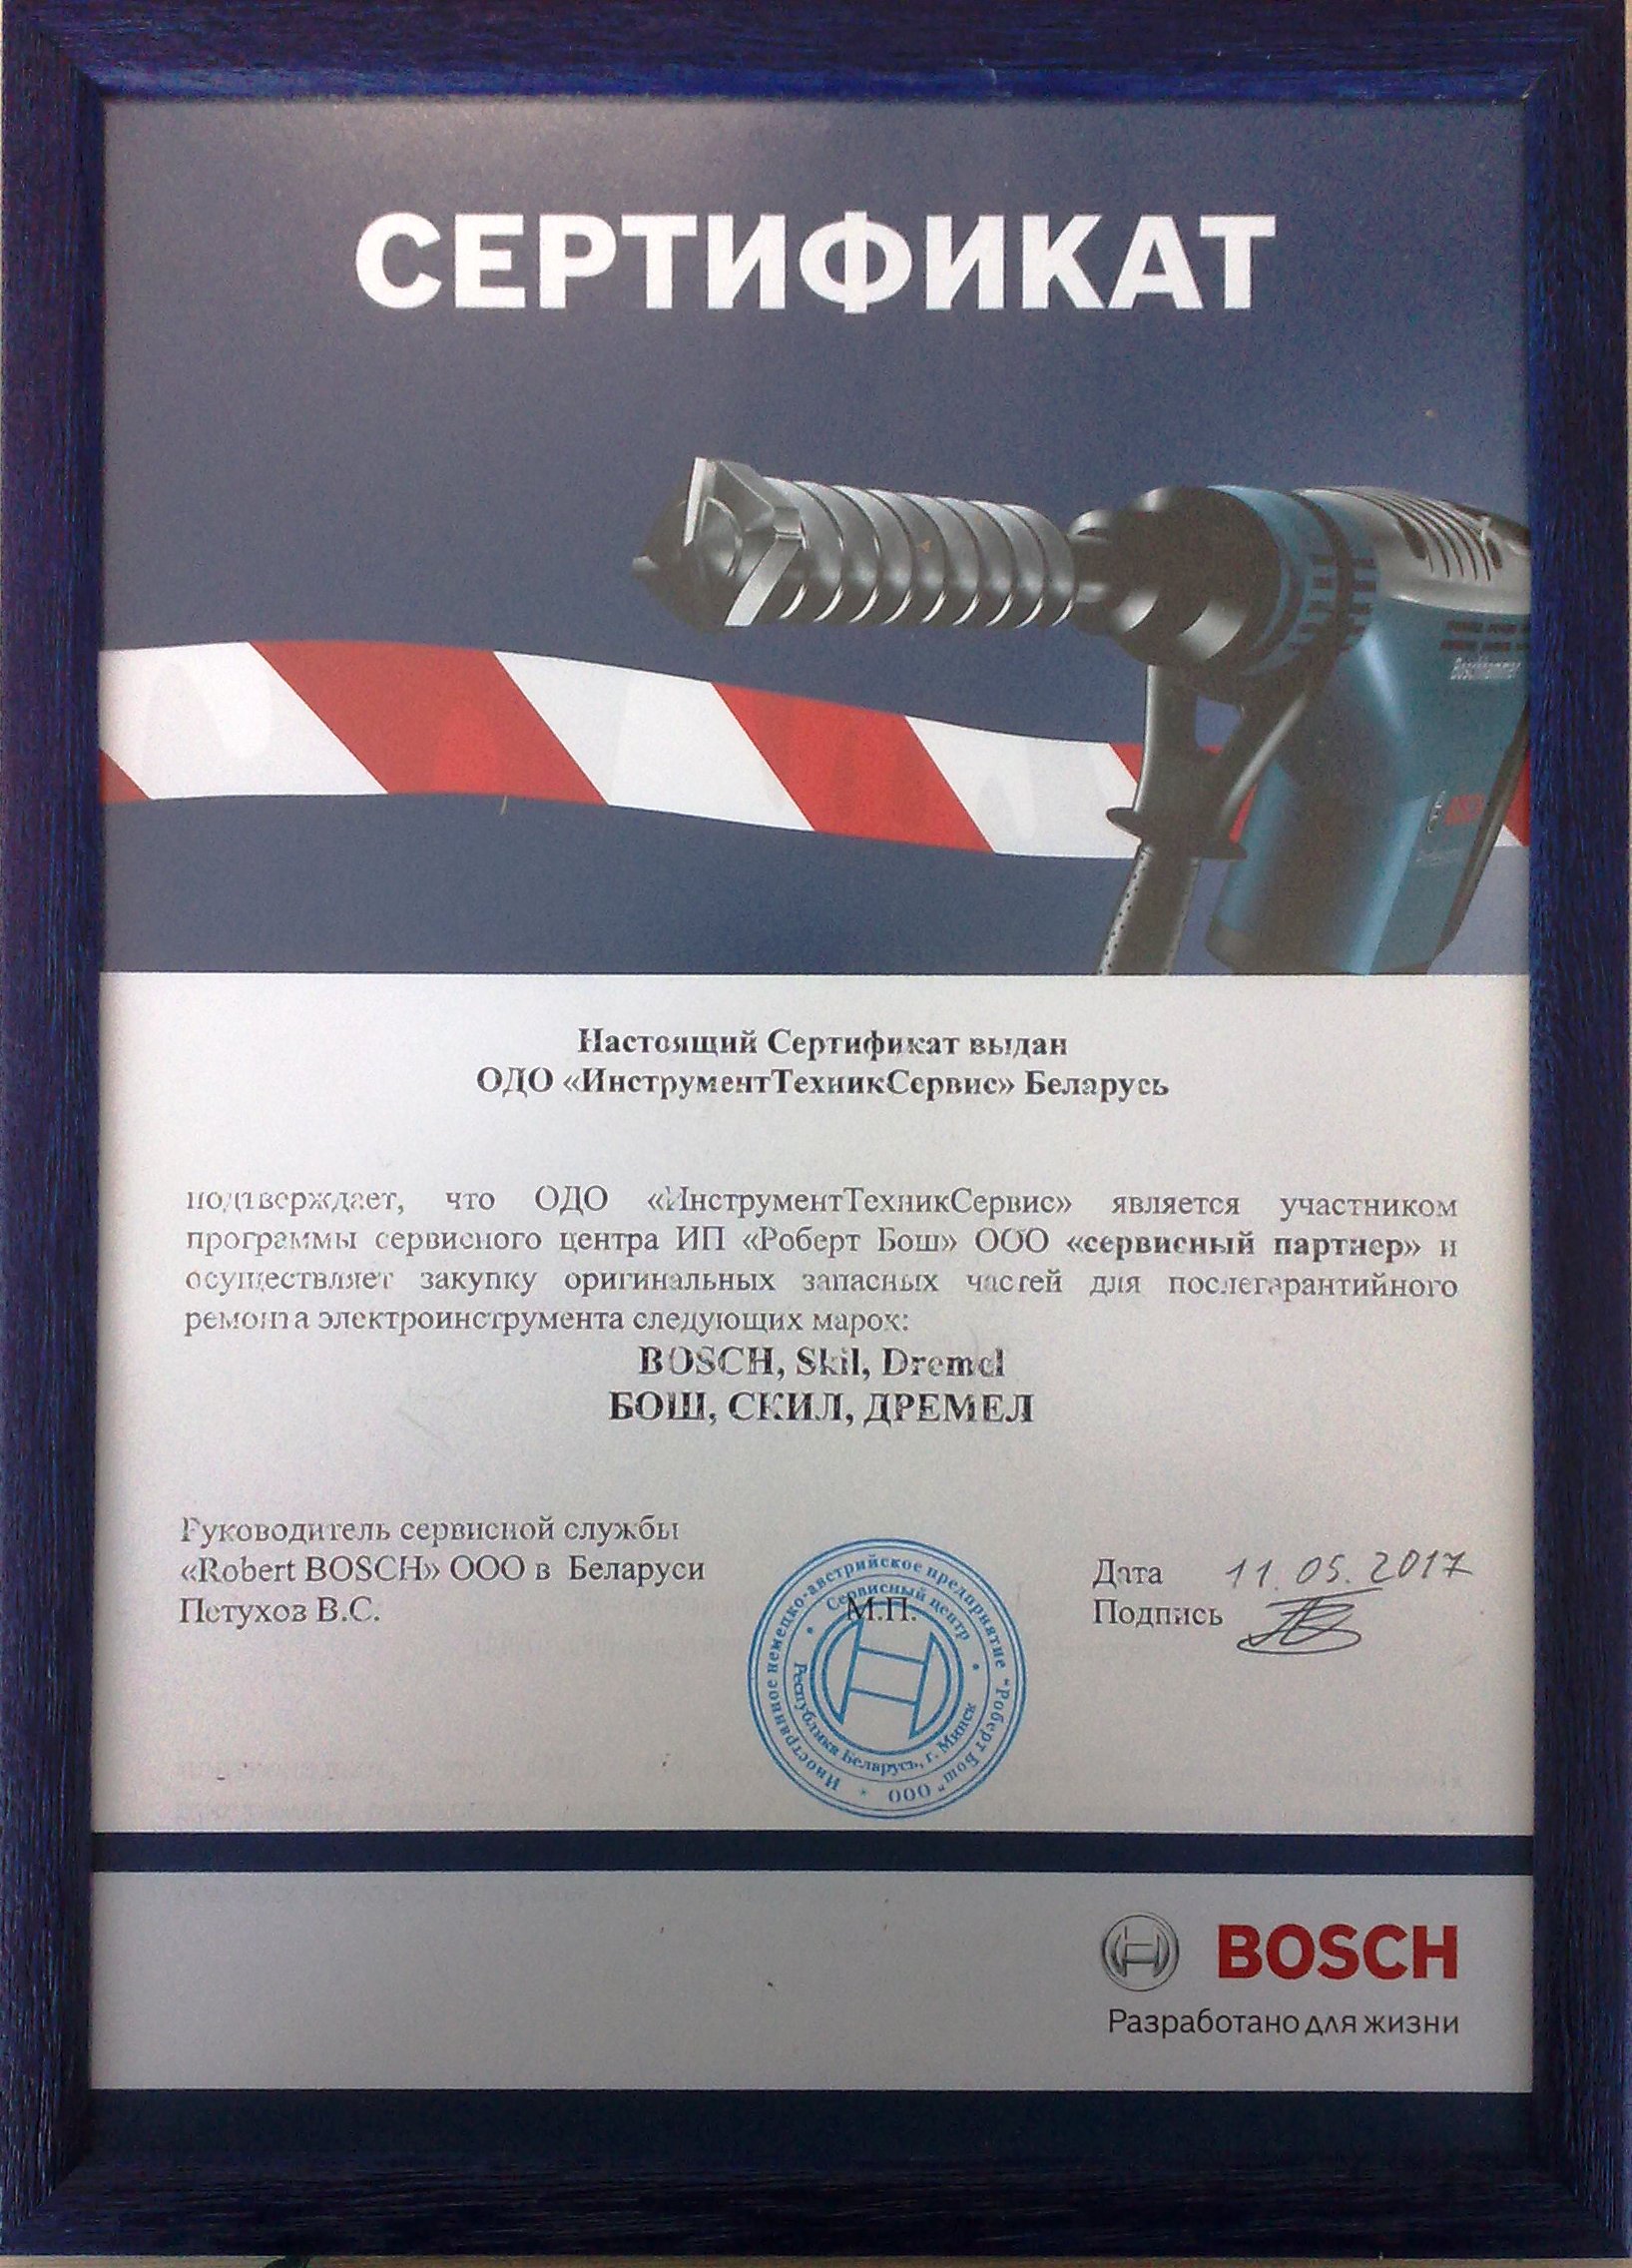 СЕРТИФИКАТ
Boschhammer
Настоящий Сертификат выдан
ОДО «ИнструментТехникСервис» Беларусь
подтверждает, что ОДО «ИнструментТехникСервис» является участником
программы сервисного центра ИП «Роберт Бош» ООО «сервисный партнер» и
осуществляет закупку оригинальных запасных частей для послегарантийного
ремонта электроинструмента следующих марок:
BOSCH, Skil, Dremel
БОШ, СКИЛ, ДРЕМЕЛ
Руководитель сервисной службы
«Robert BOSCH» ООО в Беларуси
Петухов В.С.
М.П.
Иностранное немецко-австрийское предприятие "Роберт Бош" ООО
Сервисный центр
Республика Беларусь, г. Минск
Дата 11.05.2017
Подпись
BOSCH
Разработано для жизни